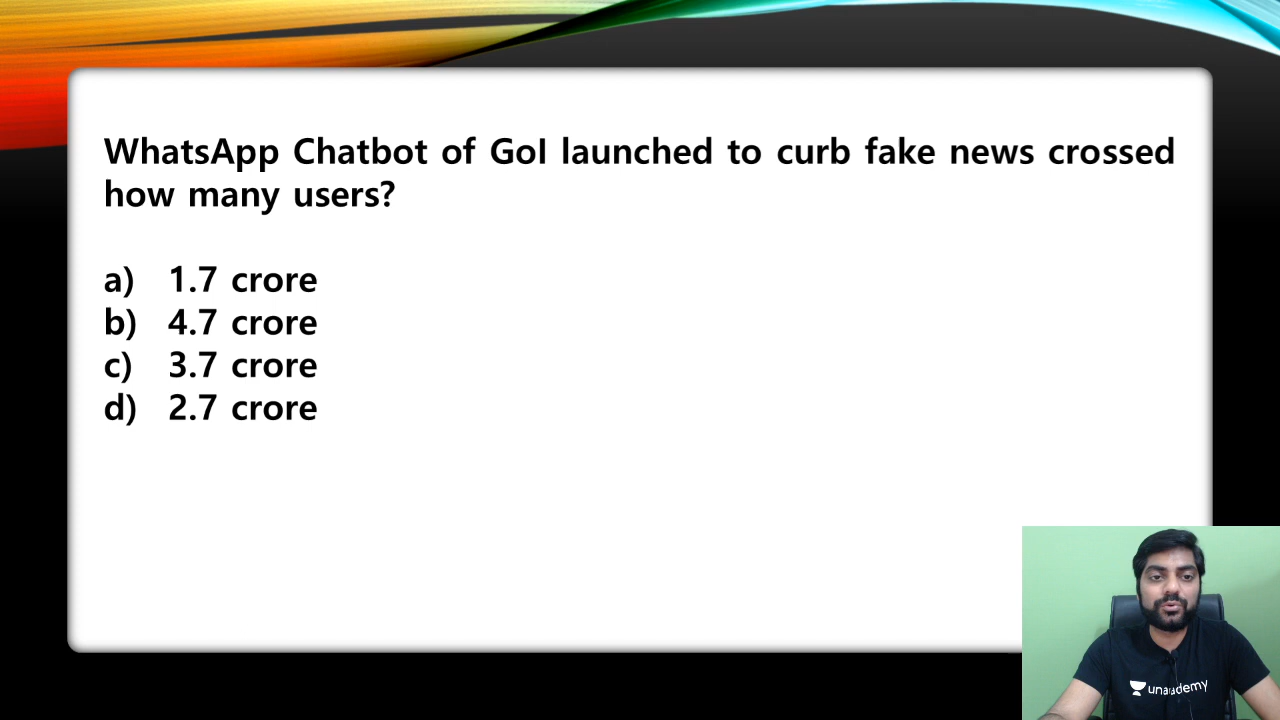 WhatsApp Chatbot of GoI launched to curb fake news crossed
how many users?
a) 1.7 crore
b) 4.7 crore
c) 3.7 crore
d) 2.7 crore
unacademy